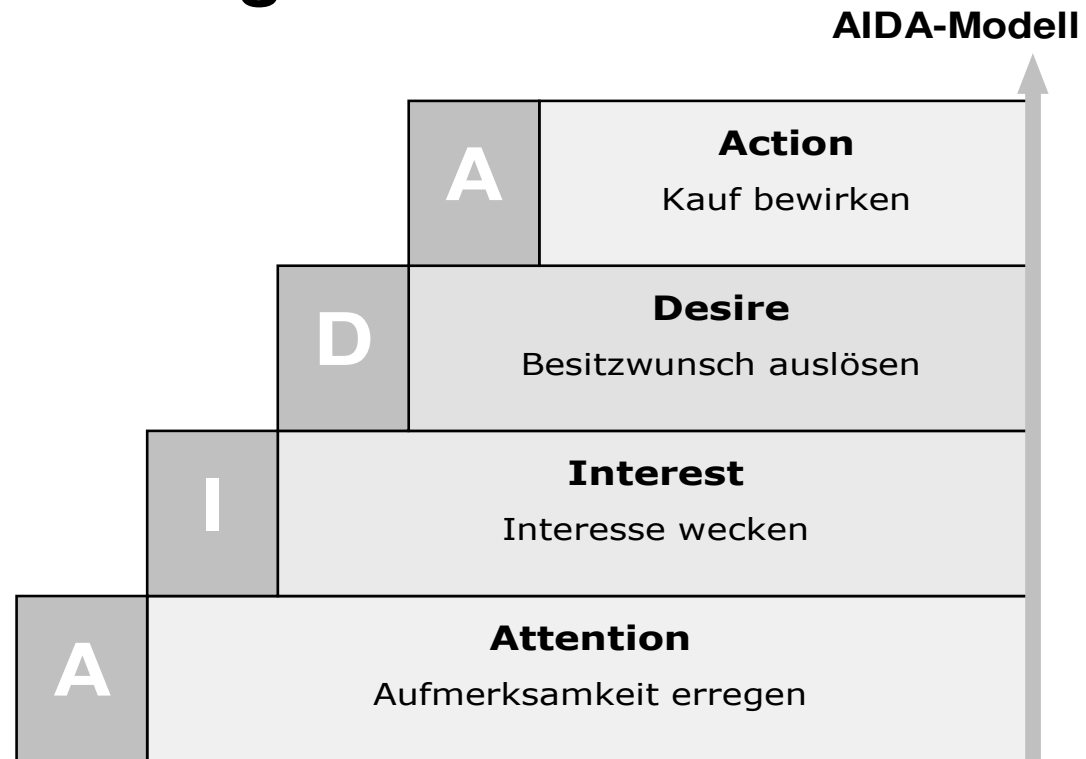 AIDA-Modell
A
Action
Kauf bewirken
D
Desire
Besitzwunsch auslösen
I
Interest
Interesse wecken
A
Attention
Aufmerksamkeit erregen